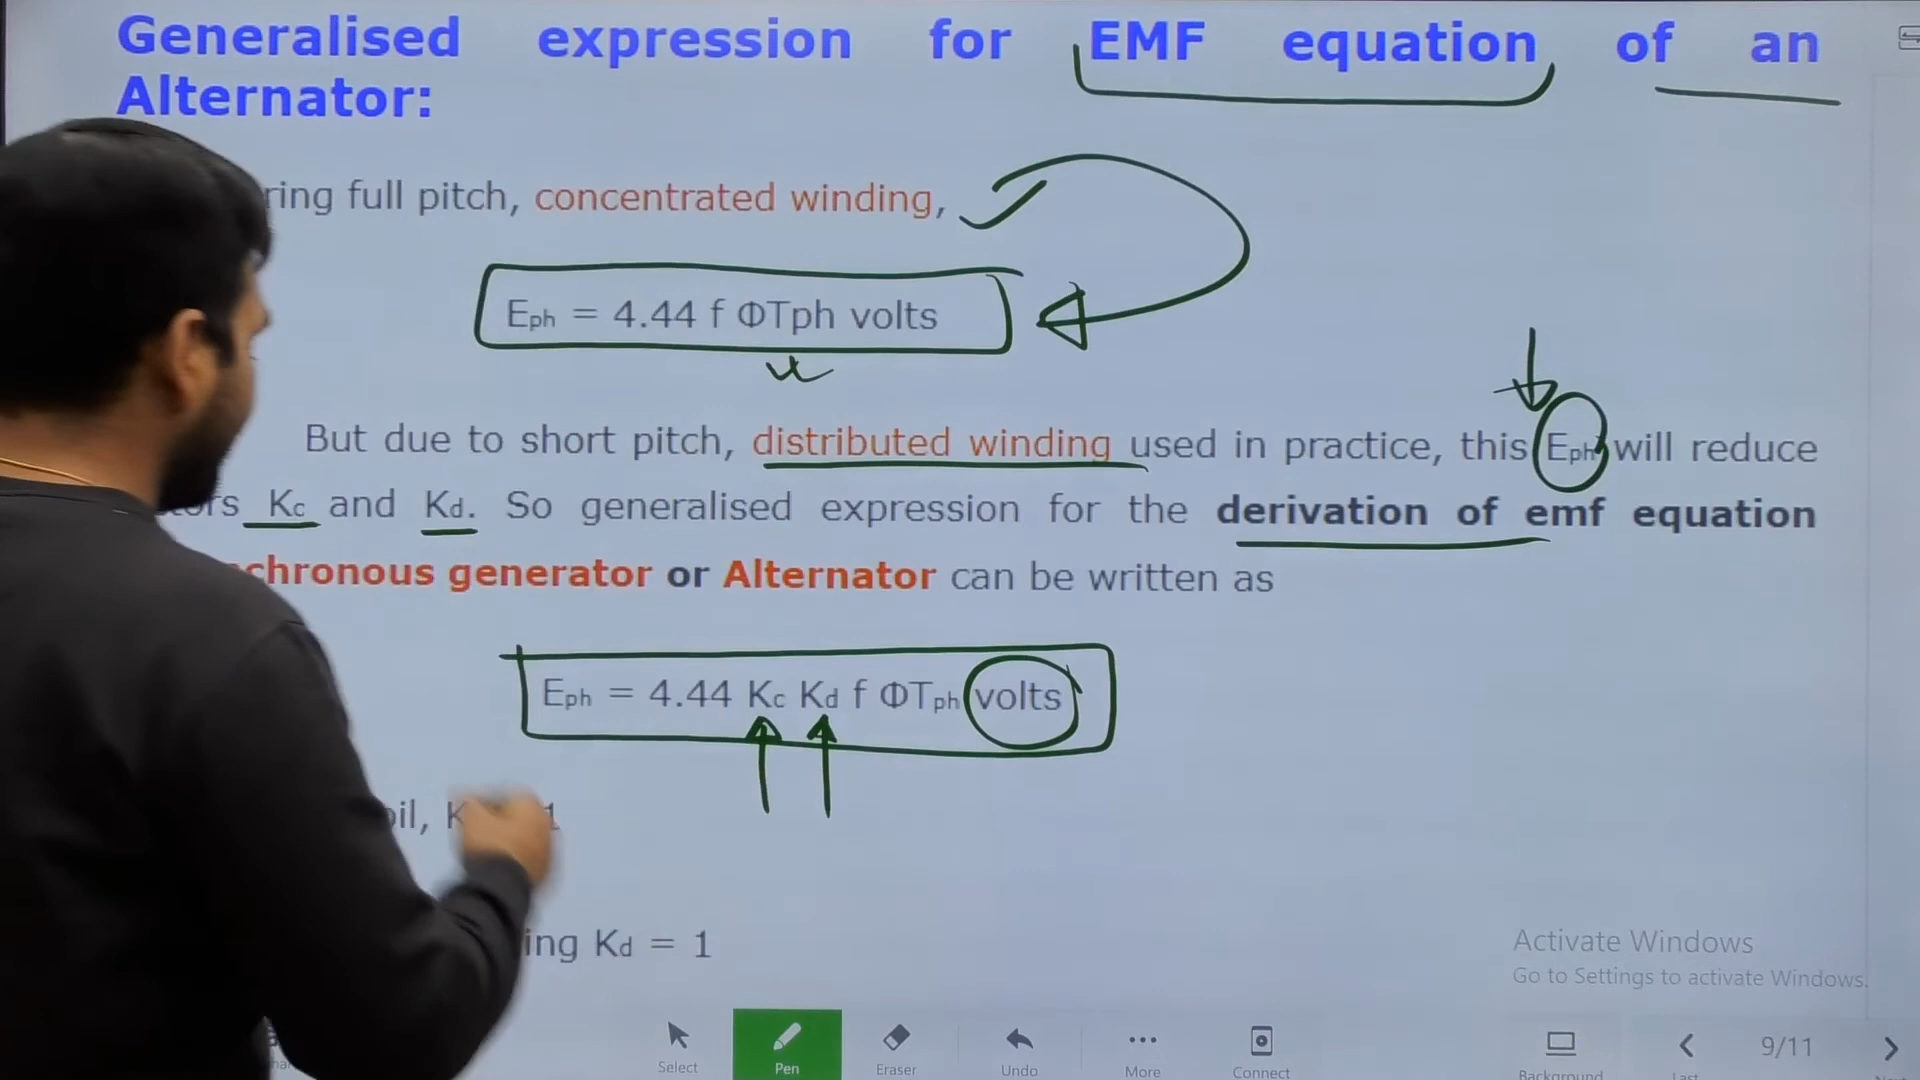 Generalised expression for EMF equation of an
Alternator:
ring full pitch, concentrated winding,
Eph = 4.44 f ΦTph volts
But due to short pitch, distributed winding used in practice, this Eph will reduce
Kc and Kd. So generalised expression for the derivation of emf equation
chronous generator or Alternator can be written as
Eph = 4.44 Kc Kd f ΦTph volts
oil, K 1
ing Kd = 1
Activate Windows
Go to Settings to activate Windows.
Select Pen Eraser Undo More Connect Background Last 9/11